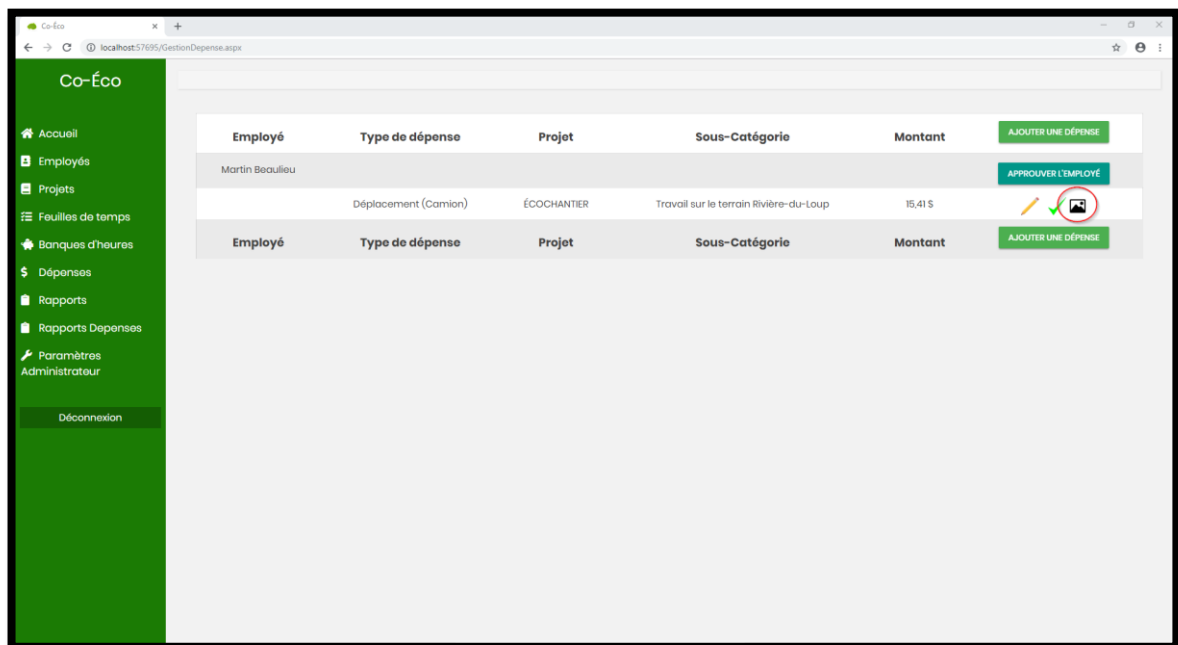 Co-Éco
localhost:57695/GestionDepense.aspx
Co-Éco
Accueil
Employés
Projets
Feuilles de temps
Banques d'heures
Dépenses
Rapports
Rapports Depenses
Paramètres
Administrateur
Déconnexion
Employé Type de dépense Projet Sous-Catégorie Montant AJOUTER UNE DÉPENSE
Martin Beaulieu APPROUVER L'EMPLOYÉ
Déplacement (Camion) ÉCOCHANTIER Travail sur le terrain Rivière-du-Loup 15,41 $
Employé Type de dépense Projet Sous-Catégorie Montant AJOUTER UNE DÉPENSE